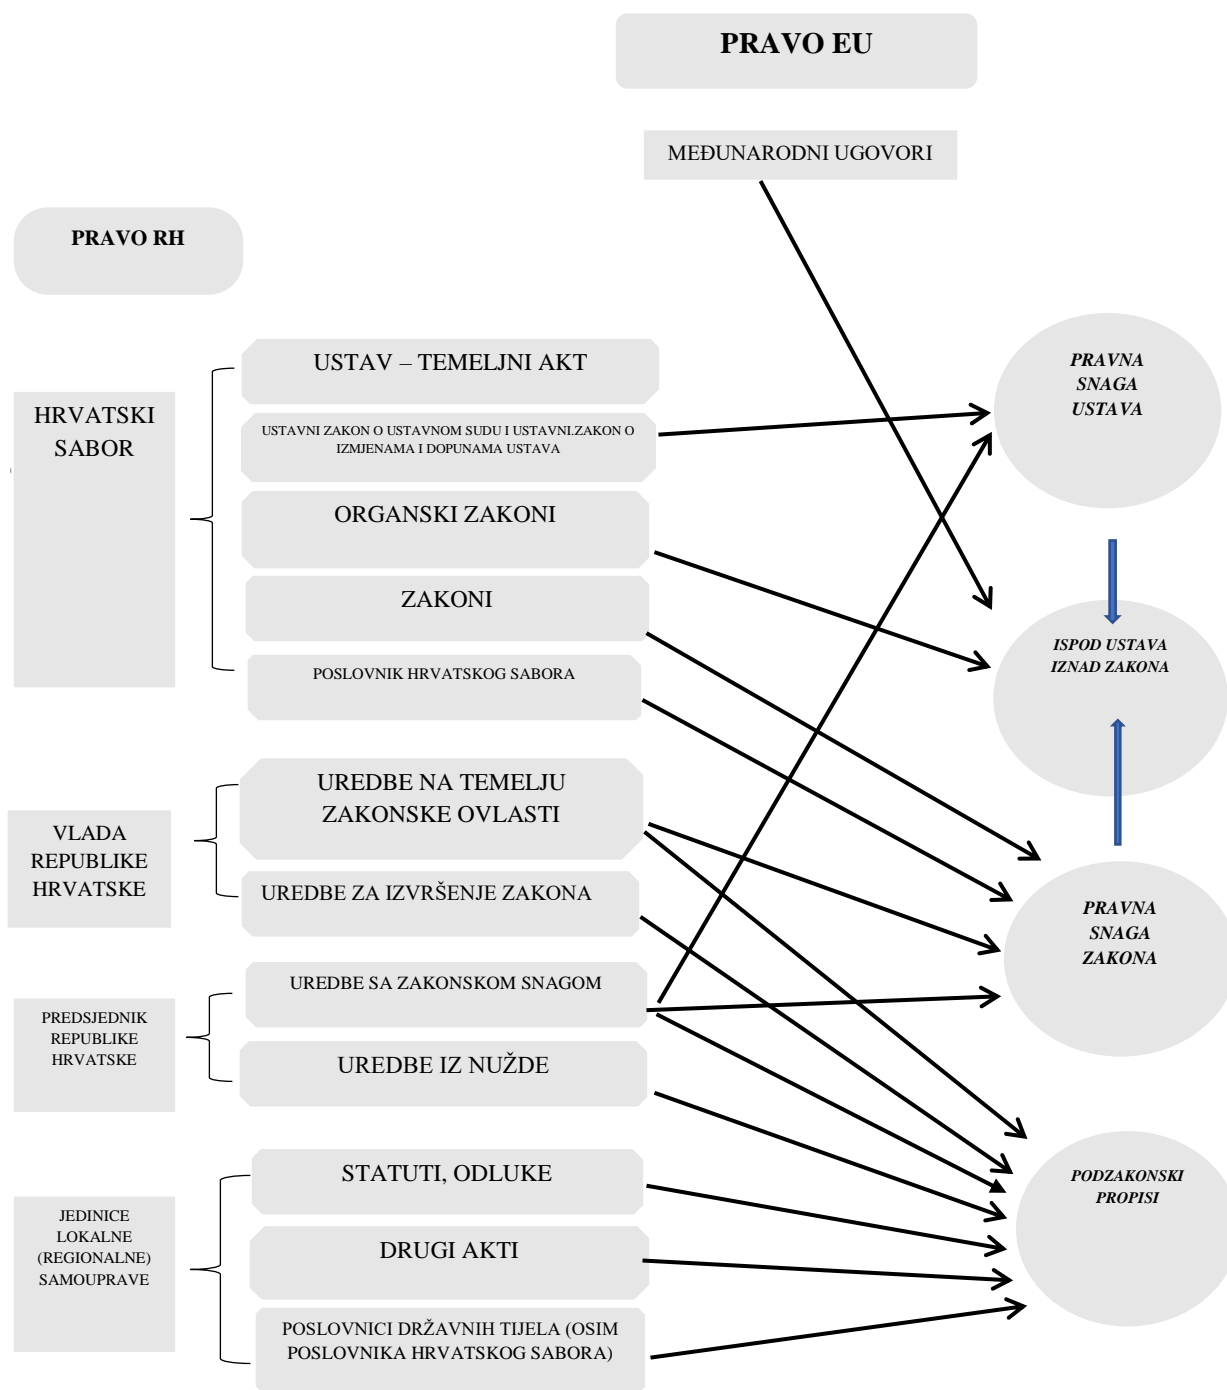 PRAVO EU
MEĐUNARODNI UGOVORI
PRAVO RH
HRVATSKI
SABOR
USTAV – TEMELJNI AKT
USTAVNI ZAKON O USTAVNOM SUDU I USTAVNI.ZAKON O
IZMJENAMA I DOPUNAMA USTAVA
ORGANSKI ZAKONI
ZAKONI
POSLOVNIK HRVATSKOG SABORA
VLADA
REPUBLIKE
HRVATSKE
UREDBE NA TEMELJU
ZAKONSKE OVLASTI
UREDBE ZA IZVRŠENJE ZAKONA
PREDSJEDNIK
REPUBLIKE
HRVATSKE
UREDBE SA ZAKONSKOM SNAGOM
UREDBE IZ NUŽDE
JEDINICE
LOKALNE
(REGIONALNE)
SAMOUPRAVE
STATUTI, ODLUKE
DRUGI AKTI
POSLOVNICI DRŽAVNIH TIJELA (OSIM
POSLOVNIKA HRVATSKOG SABORA)
PRAVNA
SNAGA
USTAVA
ISPOD USTAVA
IZNAD ZAKONA
PRAVNA
SNAGA
ZAKONA
PODZAKONSKI
PROPISI